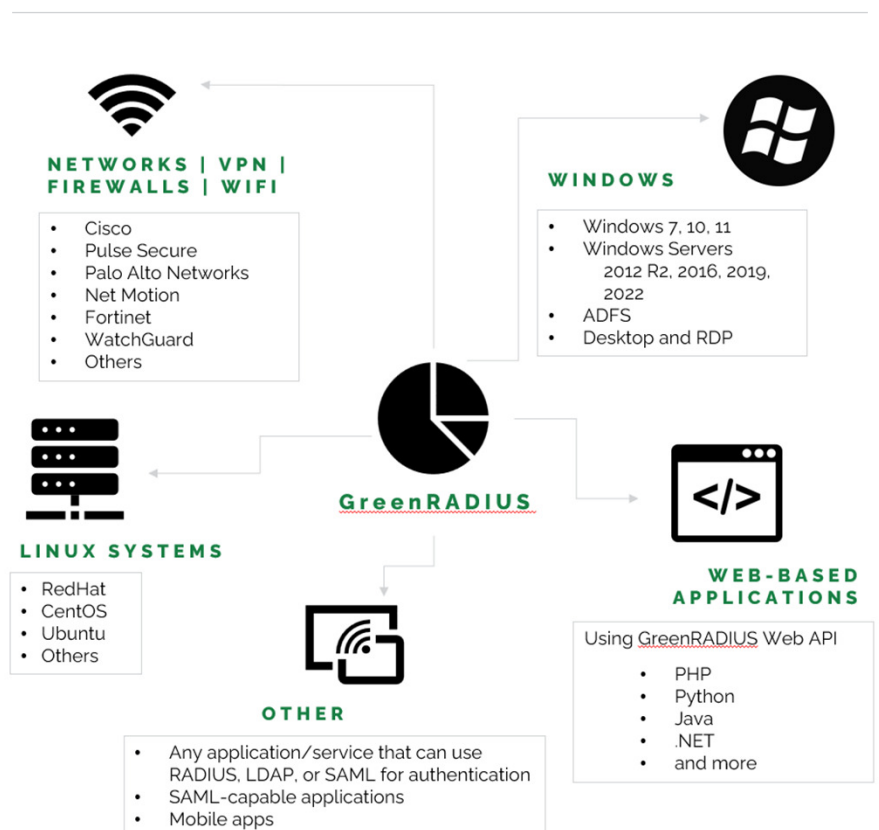 NETWORKS | VPN |
FIREWALLS | WIFI
• Cisco
• Pulse Secure
• Palo Alto Networks
• Net Motion
• Fortinet
• WatchGuard
• Others
WINDOWS
• Windows 7, 10, 11
• Windows Servers
2012 R2, 2016, 2019,
2022
• ADFS
• Desktop and RDP
GreenRADIUS
LINUX SYSTEMS
• RedHat
• CentOS
• Ubuntu
• Others
</>
WEB-BASED
APPLICATIONS
Using GreenRADIUS Web API
• PHP
• Python
• Java
• .NET
• and more
OTHER
• Any application/service that can use
RADIUS, LDAP, or SAML for authentication
• SAML-capable applications
• Mobile apps